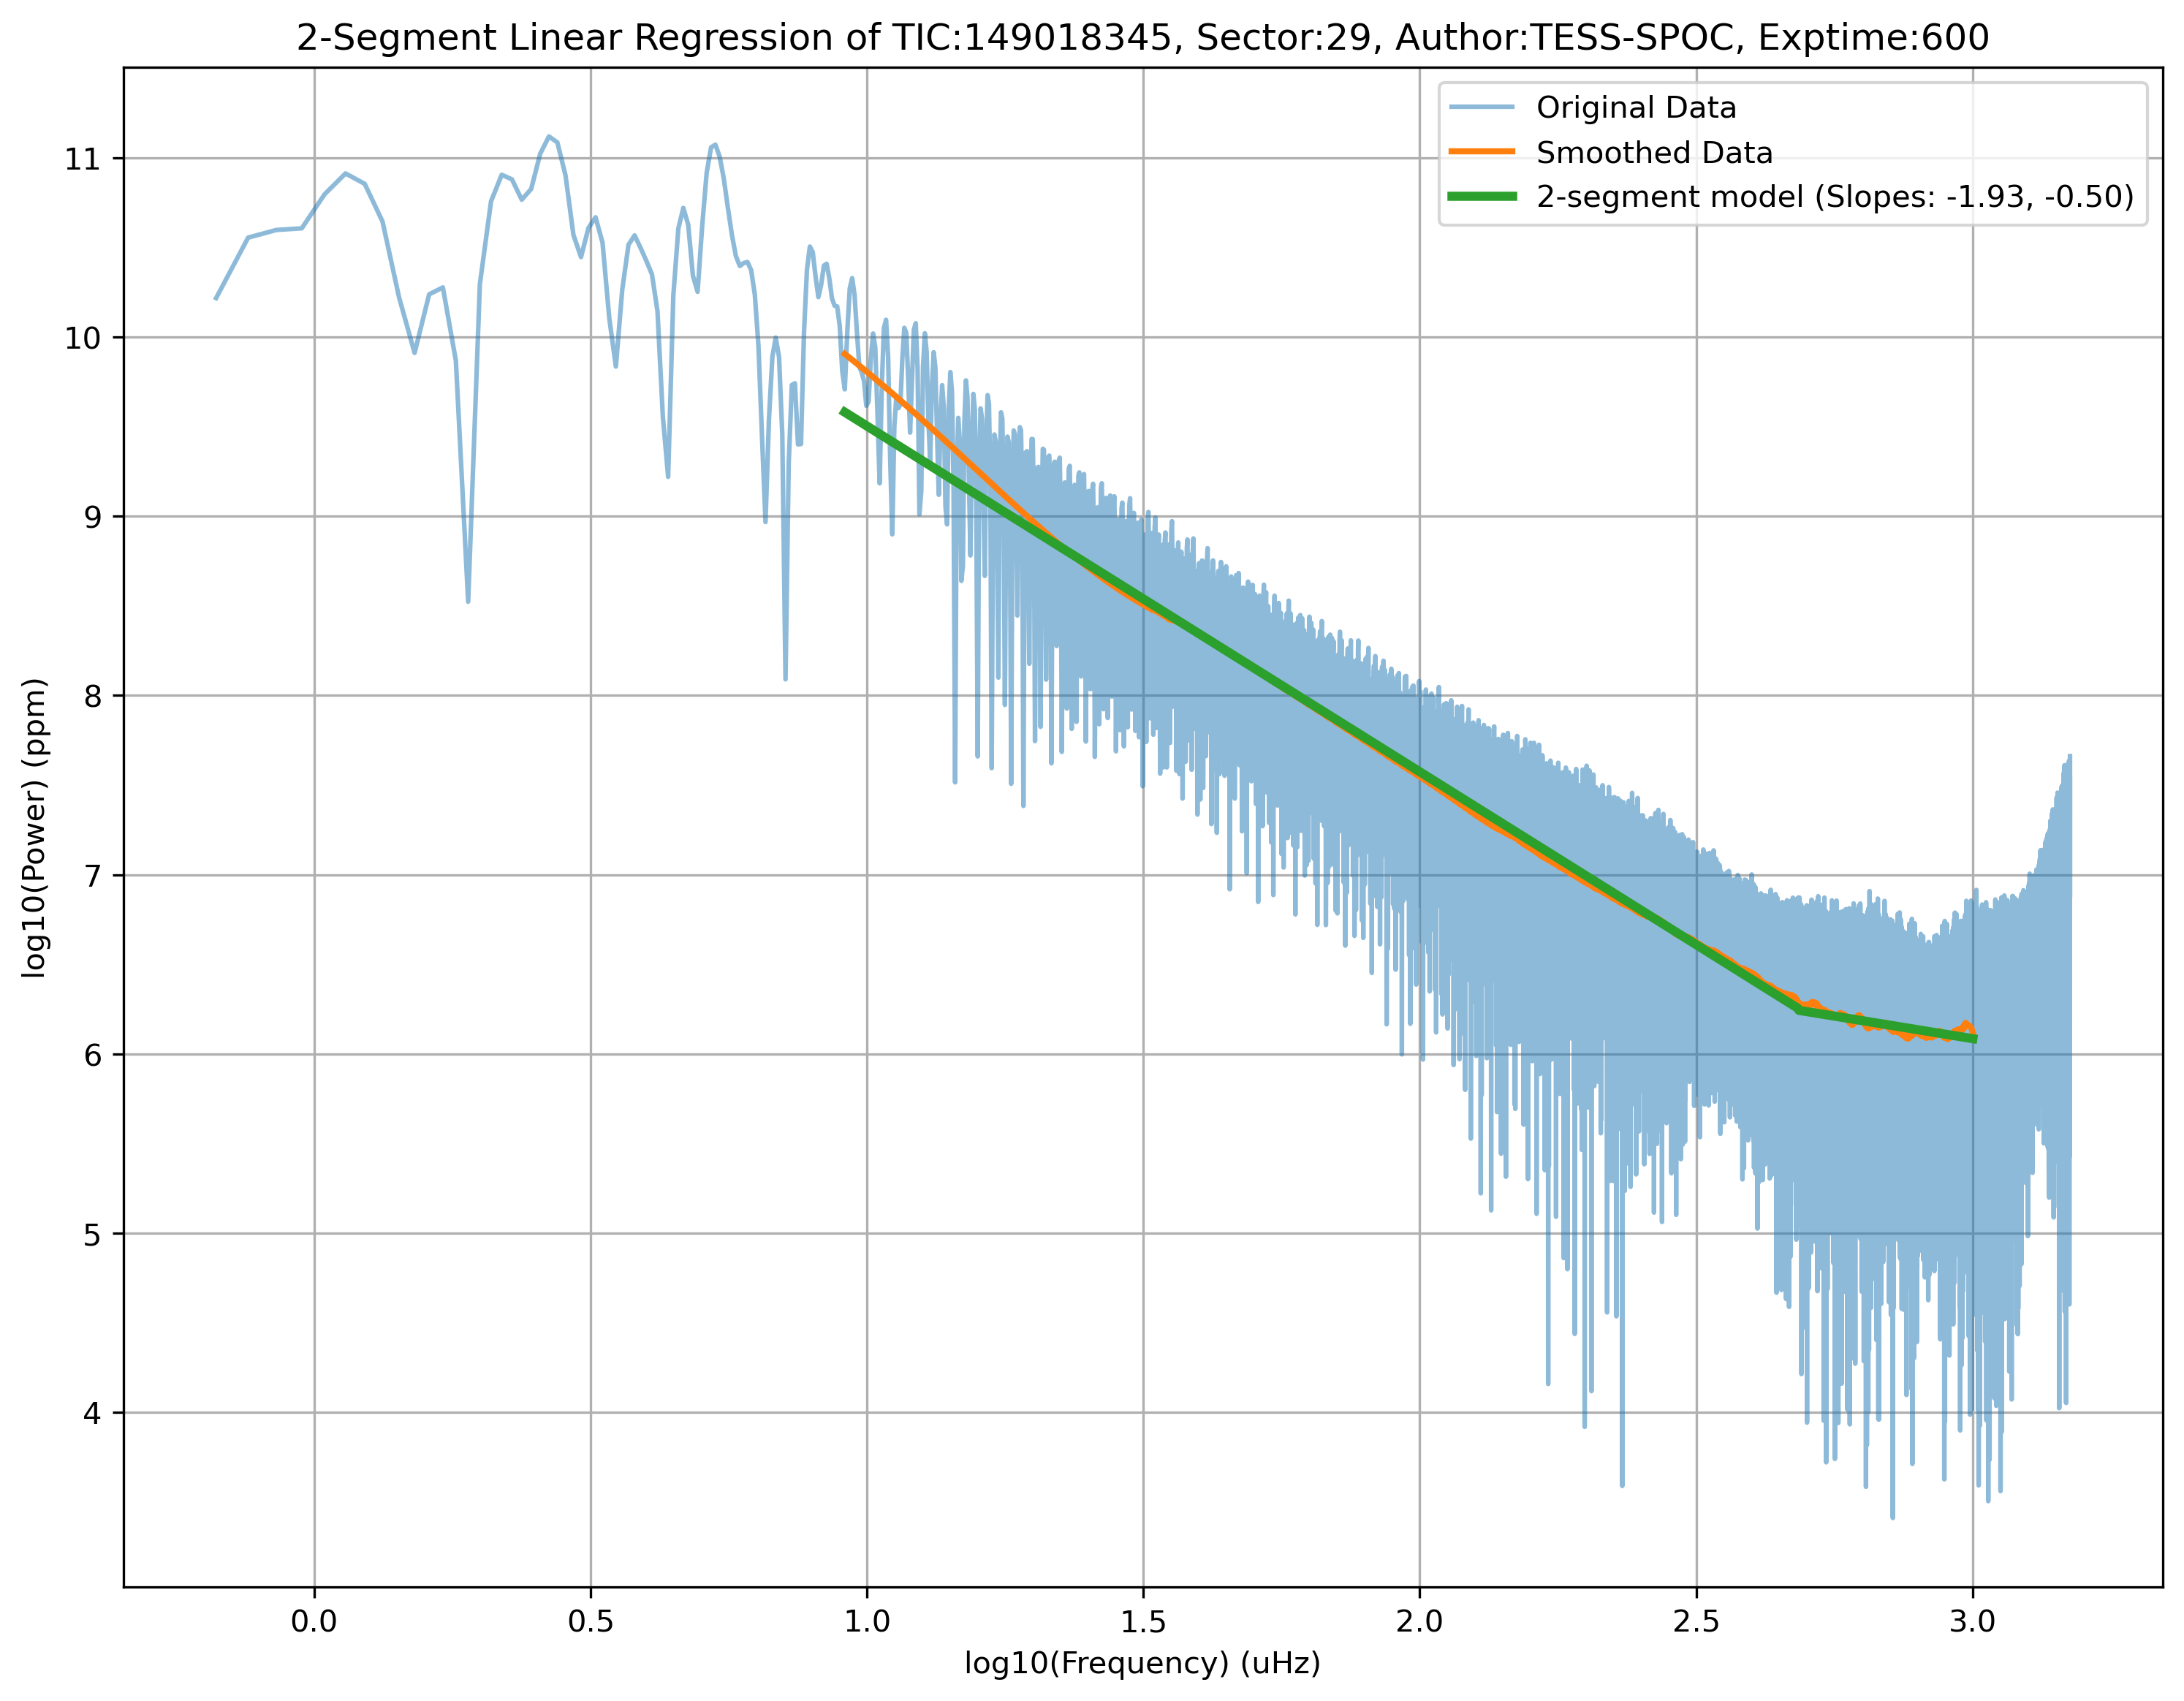 2-Segment Linear Regression of TIC:149018345, Sector:29, Author:TESS-SPOC, Exptime:600
Original Data
Smoothed Data
2-segment model (Slopes: -1.93, -0.50)
log10(Power) (ppm)
11
10
9
8
7
6
5
4
0.0 0.5 1.0 1.5 2.0 2.5 3.0
log10(Frequency) (uHz)